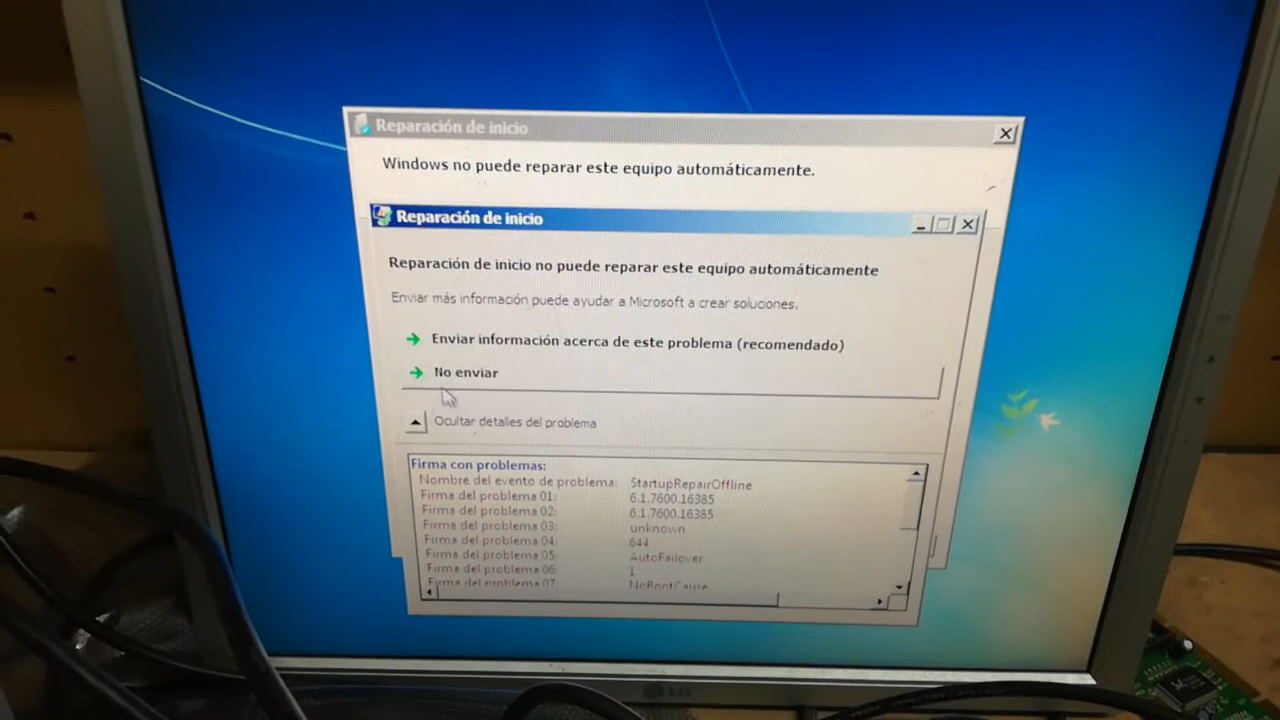 Reparación de inicio
Windows no puede reparar este equipo automáticamente.
Reparación de inicio
Reparación de inicio no puede reparar este equipo automáticamente
Enviar más información puede ayudar a Microsoft a crear soluciones.
Enviar información acerca de este problema (recomendado)
No enviar
Ocultar detalles del problema
Firma con problemas:
Nombre del evento de problema: StartupRepairOffline
Firma del problema 01: 6.1.7600.16385
Firma del problema 02: 6.1.7600.16385
Firma del problema 03: unknown
Firma del problema 04: 644
Firma del problema 05: AutoFailover
Firma del problema 06: 1
Firma del problema 07: NoRootCause
LG